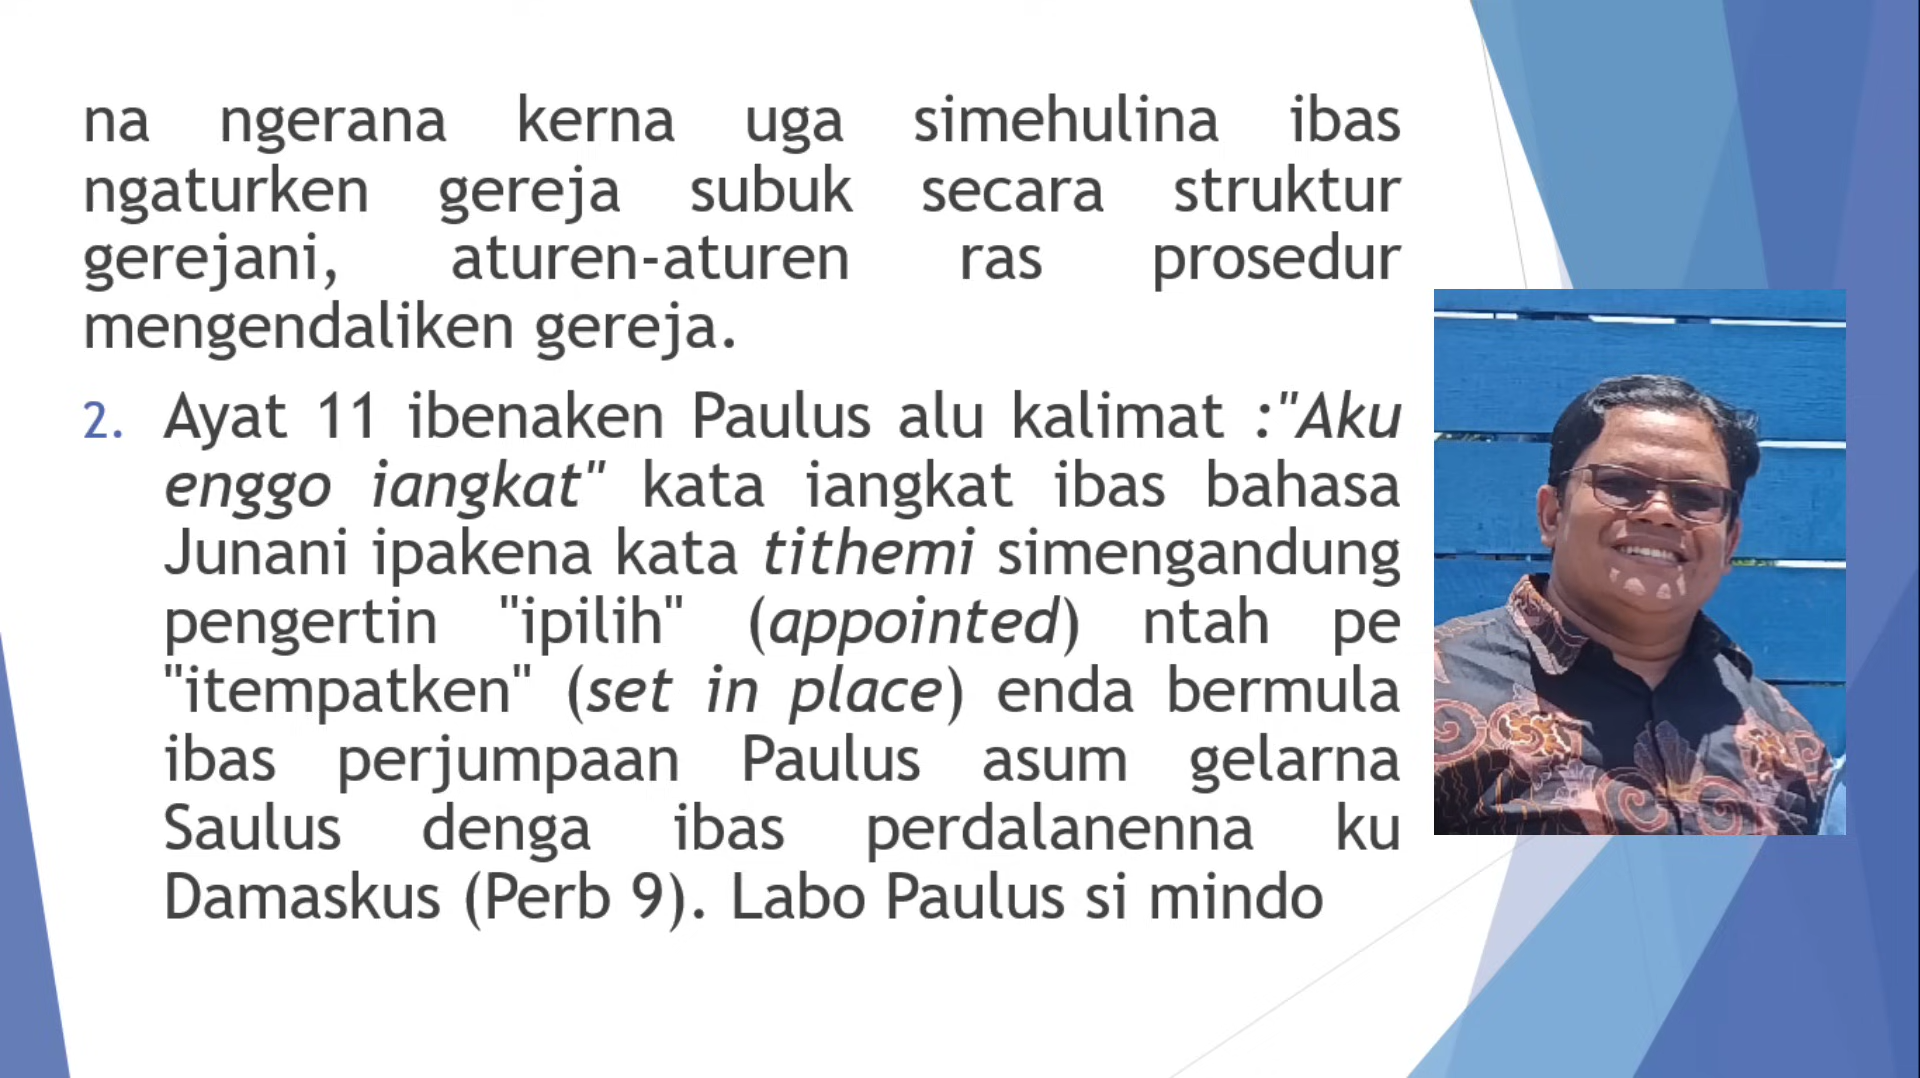 na ngerana kerna uga simehulina ibas
ngaturken gereja subuk secara struktur
gerejani, aturen-aturen ras prosedur
mengendaliken gereja.
2. Ayat 11 ibenaken Paulus alu kalimat :"Aku
enggo iangkat" kata iangkat ibas bahasa
Junani ipakena kata tithemi simengandung
pengertin "ipilih" (appointed) ntah pe
"itempatken" (set in place) enda bermula
ibas perjumpaan Paulus asum gelarna
Saulus denga ibas perdalanenna ku
Damaskus (Perb 9). Labo Paulus si mindo